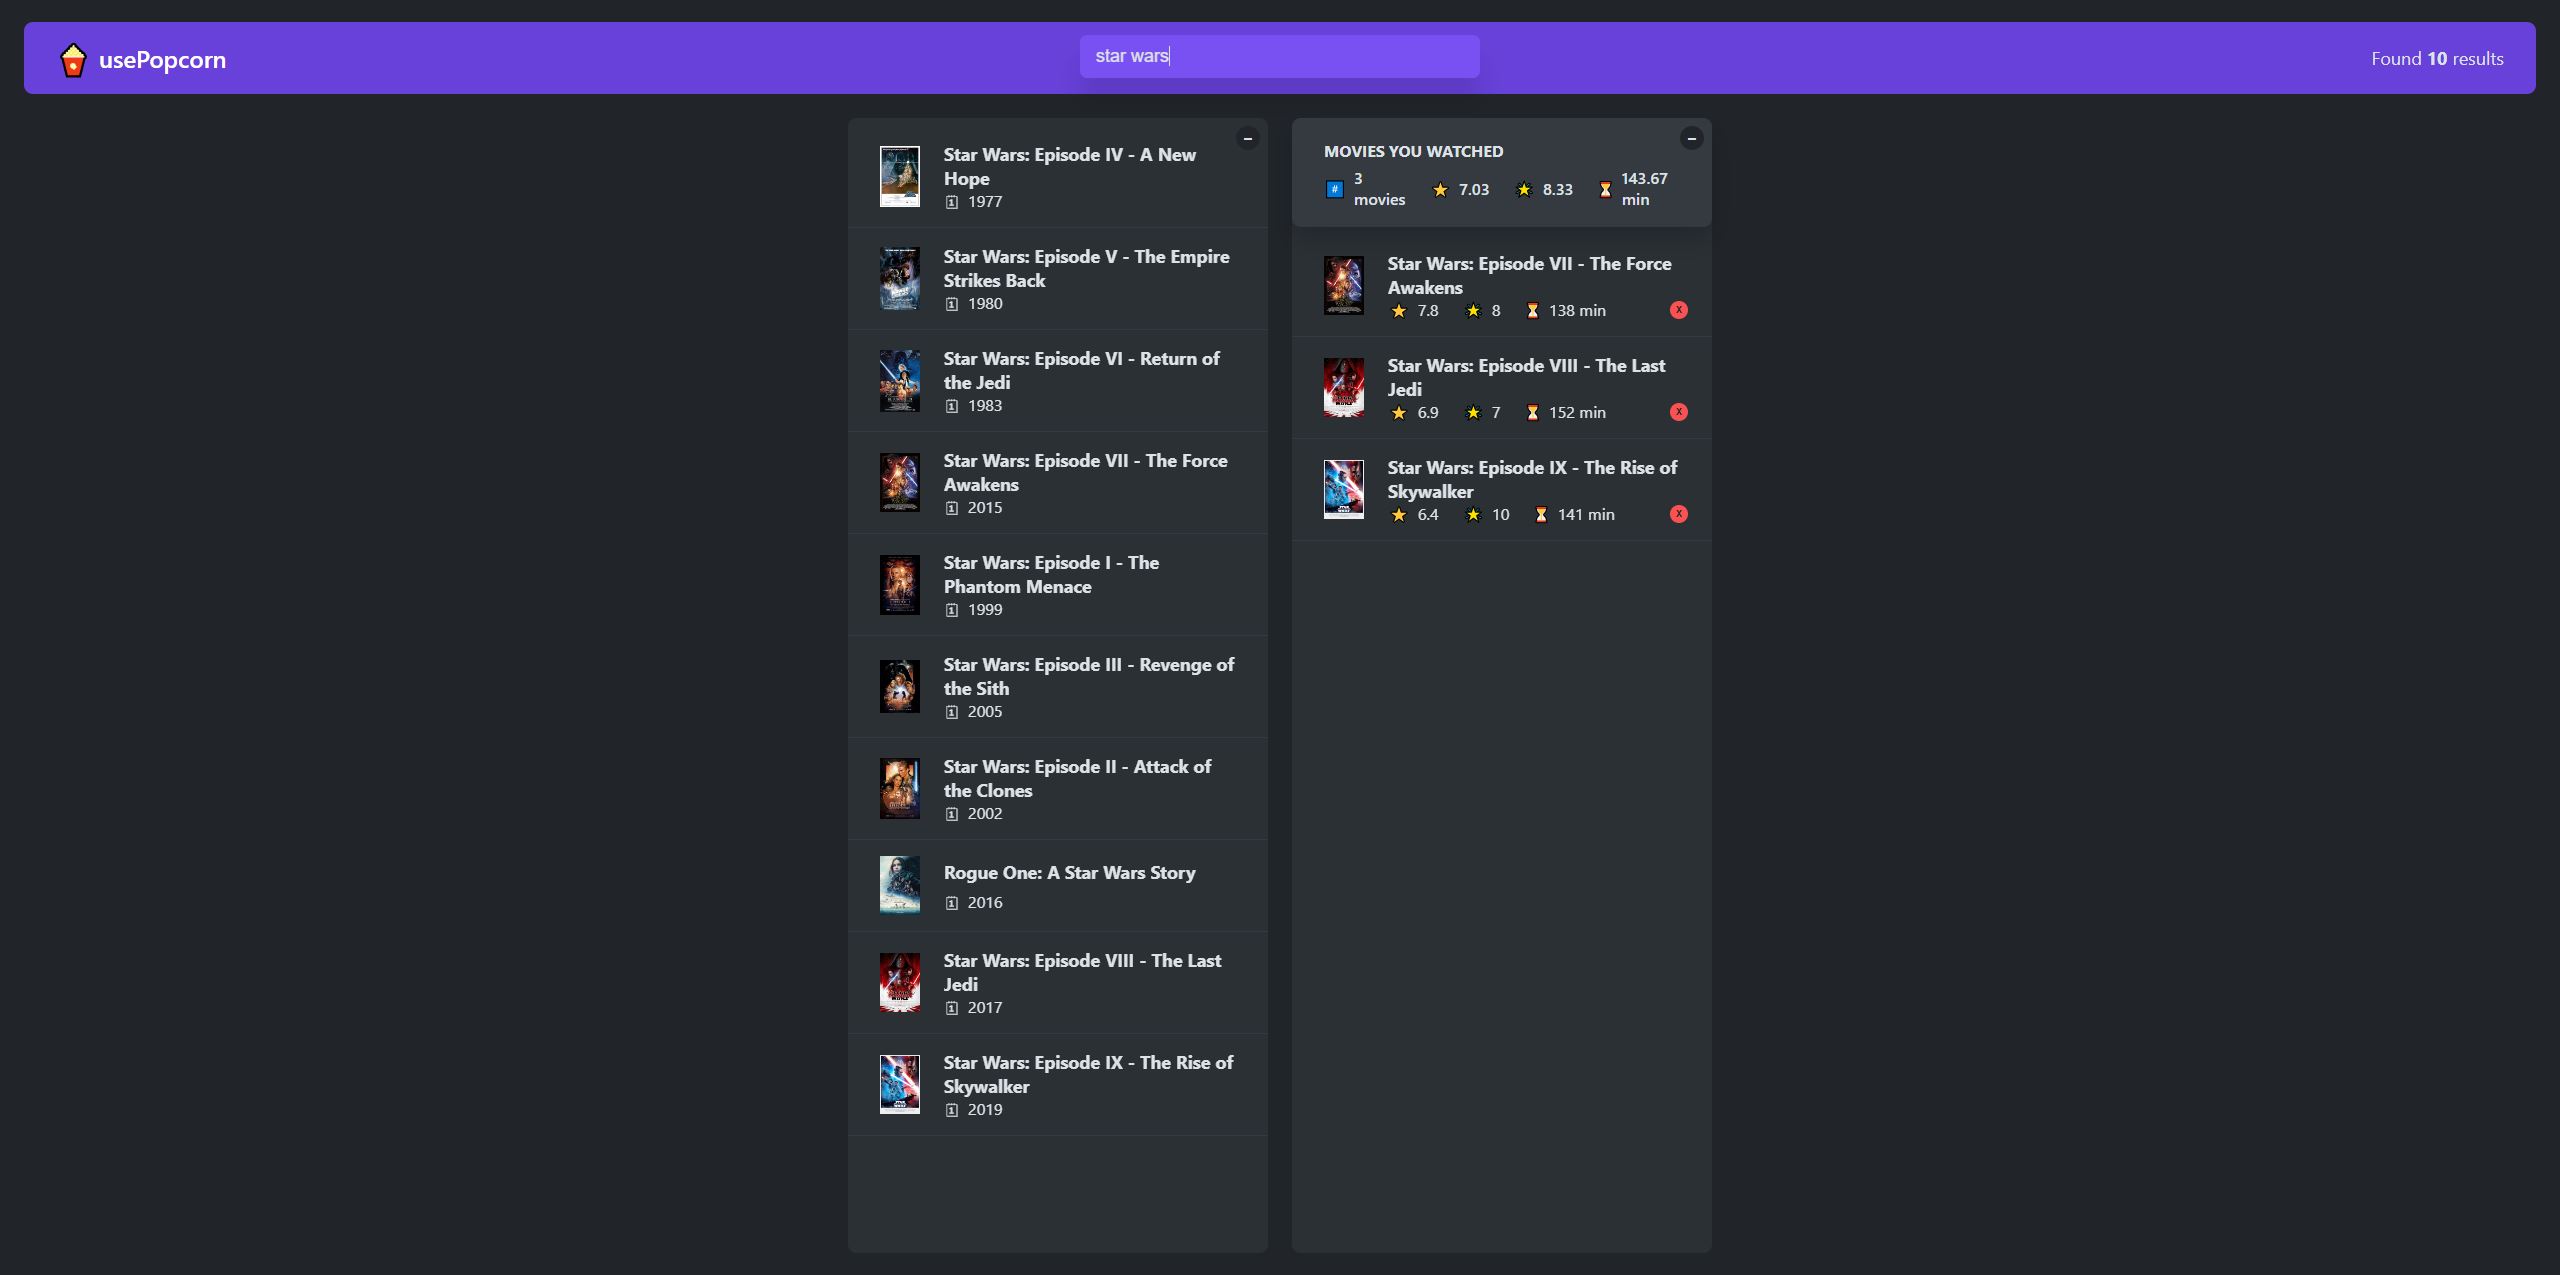 usePopcorn
star wars
Found 10 results
Star Wars: Episode IV - A New
Hope
1977
Star Wars: Episode V - The Empire
Strikes Back
1980
Star Wars: Episode VI - Return of
the Jedi
1983
Star Wars: Episode VII - The Force
Awakens
2015
Star Wars: Episode I - The
Phantom Menace
1999
Star Wars: Episode III - Revenge of
the Sith
2005
Star Wars: Episode II - Attack of
the Clones
2002
Rogue One: A Star Wars Story
2016
Star Wars: Episode VIII - The Last
Jedi
2017
Star Wars: Episode IX - The Rise of
Skywalker
2019
MOVIES YOU WATCHED
# 3
movies
7.03
8.33
143.67
min
Star Wars: Episode VII - The Force
Awakens
7.8 8 138 min X
Star Wars: Episode VIII - The Last
Jedi
6.9 7 152 min X
Star Wars: Episode IX - The Rise of
Skywalker
6.4 10 141 min X